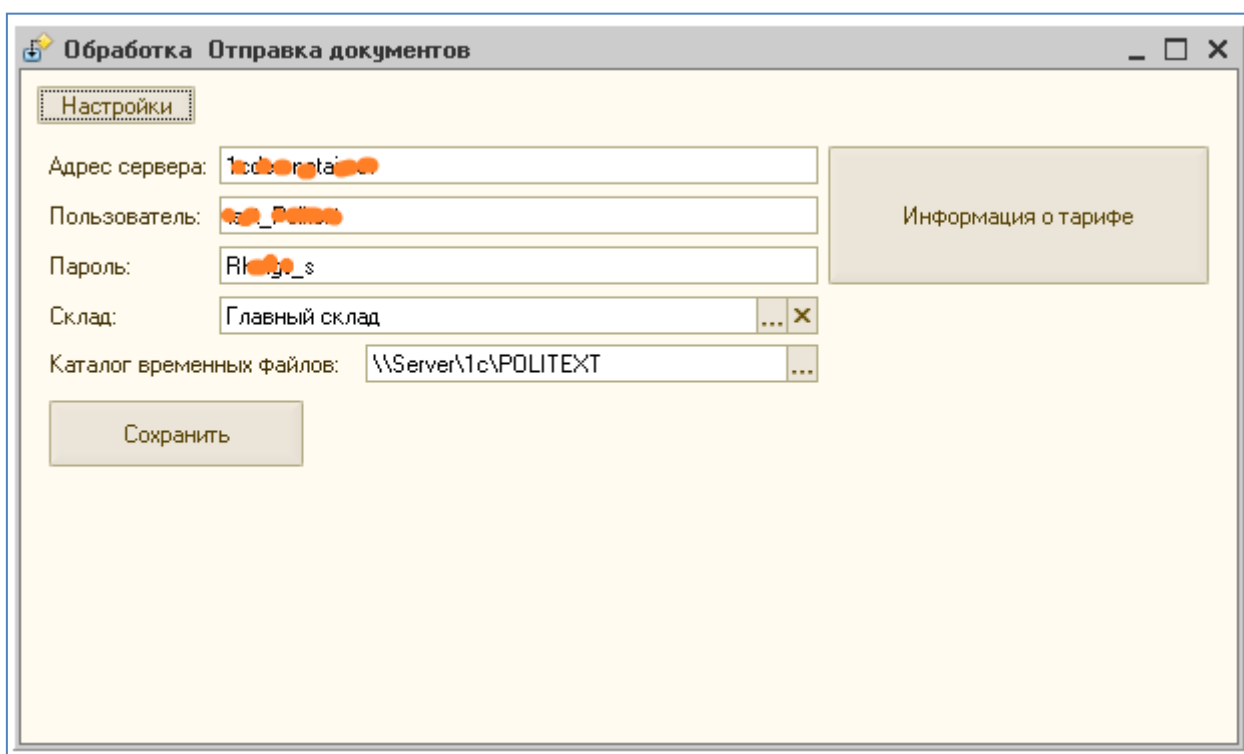 Обработка Отправка документов
Настройки
Адрес сервера:
Информация о тарифе
Пользователь:
Пароль:
Склад: Главный склад ...
Каталог временных файлов: \\Server\1c\POLITEXT ...
Сохранить